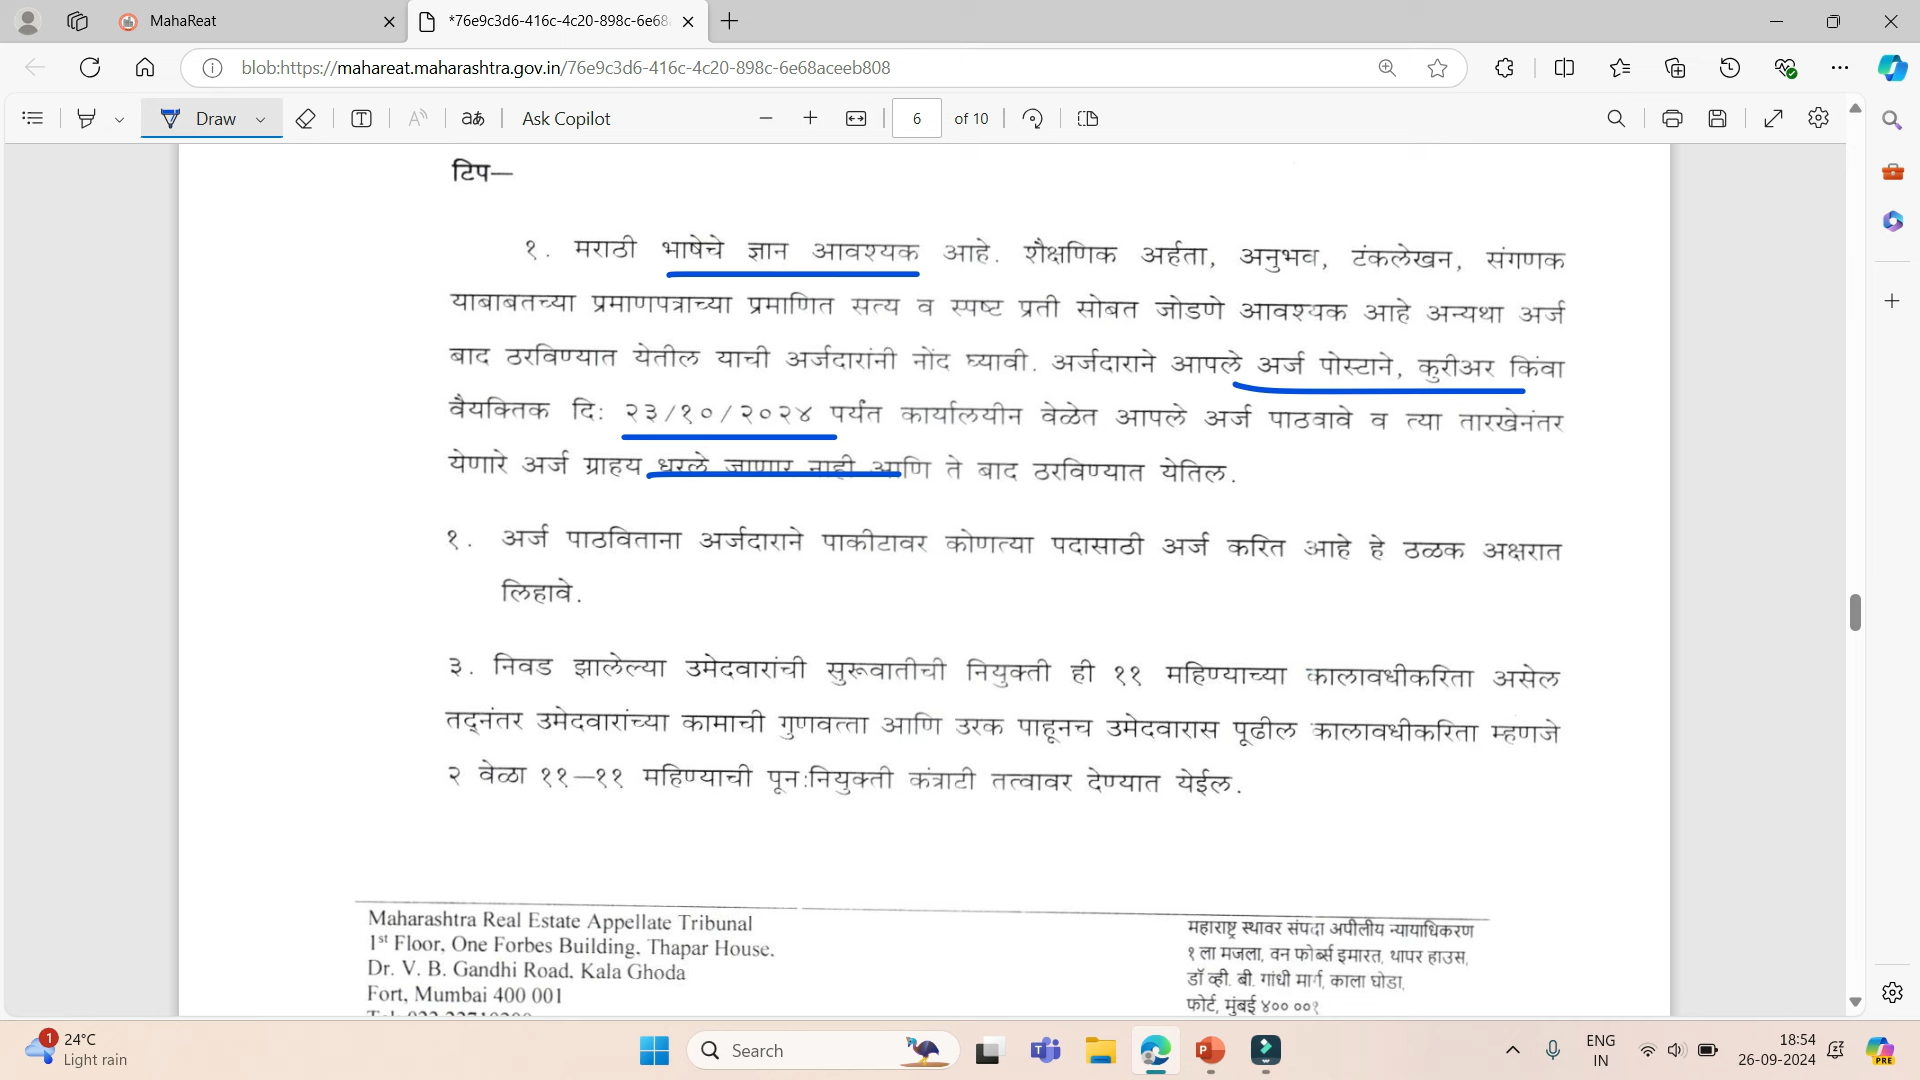 MahaReat
*76e9c3d6-416c-4c20-898c-6e68
blob:https://mahareat.maharashtra.gov.in/76e9c3d6-416c-4c20-898c-6e68aceeb808
Draw
aあ
Ask Copilot
6 of 10
टिप—
१. मराठी भाषेचे ज्ञान आवश्यक आहे. शैक्षणिक अर्हता, अनुभव, टंकलेखन, संगणक
याबाबतच्या प्रमाणपत्राच्या प्रमाणित सत्य व स्पष्ट प्रती सोबत जोडणे आवश्यक आहे अन्यथा अर्ज
बाद ठरविण्यात येतील याची अर्जदारांनी नोंद घ्यावी. अर्जदाराने आपले अर्ज पोस्टाने, कुरीअर किंवा
वैयक्तिक दि: २३/१०/२०२४ पर्यंत कार्यालयीन वेळेत आपले अर्ज पाठवावे व त्या तारखेनंतर
येणारे अर्ज ग्राहय धरले जाणार नाही आणि ते बाद ठरविण्यात येतिल.
१. अर्ज पाठविताना अर्जदाराने पाकीटावर कोणत्या पदासाठी अर्ज करित आहे हे ठळक अक्षरात
लिहावे.
३. निवड झालेल्या उमेदवारांची सुरूवातीची नियुक्ती ही ११ महिण्याच्या कालावधीकरिता असेल
तद्नंतर उमेदवारांच्या कामाची गुणवत्ता आणि उरक पाहूनच उमेदवारास पूढील कालावधीकरिता म्हणजे
२ वेळा ११—११ महिण्याची पून:नियुक्ती कंत्राटी तत्वावर देण्यात येईल.
Maharashtra Real Estate Appellate Tribunal
1st Floor, One Forbes Building, Thapar House,
Dr. V. B. Gandhi Road, Kala Ghoda
Fort, Mumbai 400 001
महाराष्ट्र स्थावर संपदा अपीलीय न्यायाधिकरण
१ ला मजला, वन फोर्ब्स इमारत, थापर हाउस,
डॉ व्ही. बी. गांधी मार्ग, काला घोडा,
फोर्ट, मुंबई ४०० ००१
1
24°C
Light rain
Search
ENG
IN
18:54
26-09-2024
PRE